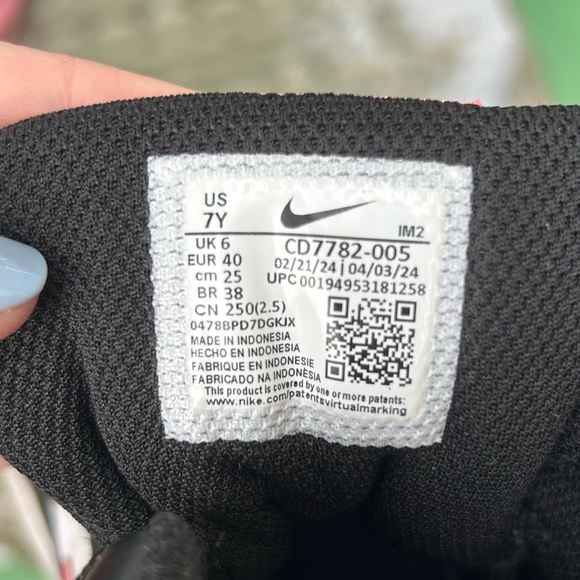 US
7Y
IM2
UK 6
EUR 40
cm 25
BR 38
CN 250(2.5)
CD7782-005
02/21/24 | 04/03/24
UPC 00194953181258
0478BPD7DGKJX
MADE IN INDONESIA
HECHO EN INDONESIA
FABRIQUE EN INDONESIE
FABRICADO NA INDONÉSIA
This product is covered by one or more patents:
www.nike.com/patentsvirtualmarking